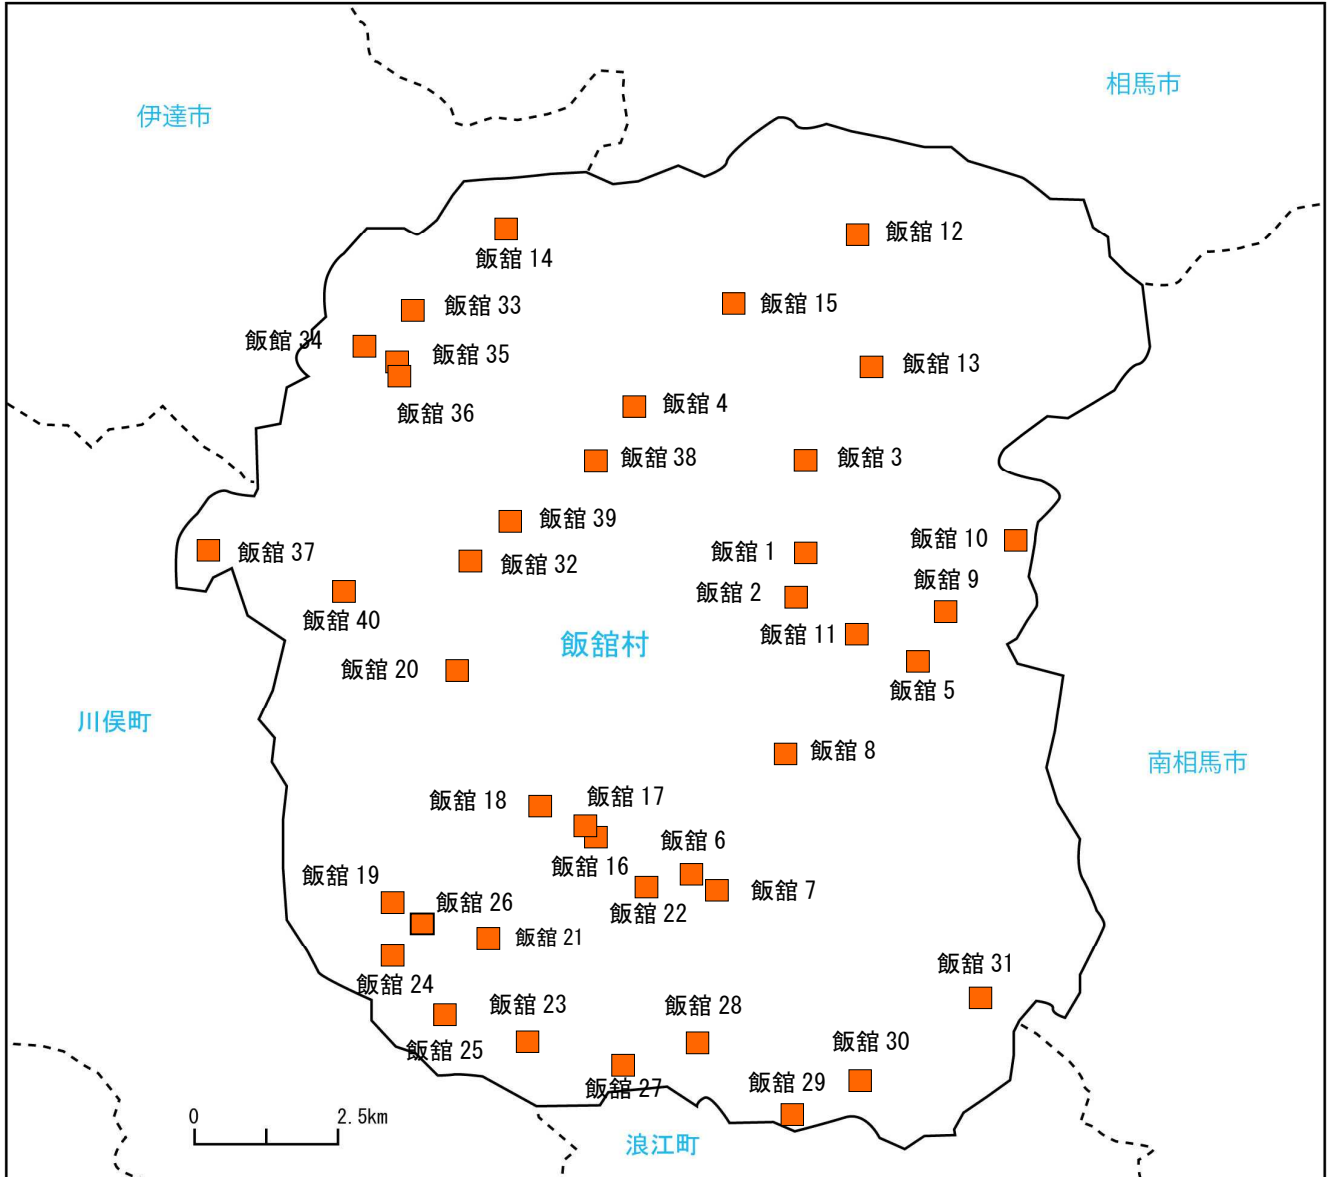 相馬市
伊達市
飯舘 12
飯舘 14
飯舘 15
飯舘 33
飯館 34
飯舘 35
飯舘 13
飯舘 4
飯舘 36
飯舘 38
飯舘 3
飯舘 39
飯舘 10
飯舘 37
飯舘 1
飯舘 32
飯舘 9
飯舘 2
飯舘 40
飯舘 11
飯舘村
飯舘 20
飯舘 5
川俣町
飯舘 8
南相馬市
飯舘 17
飯舘 18
飯舘 6
飯舘 16
飯舘 19
飯舘 7
飯舘 26
飯舘 22
飯舘 21
飯舘 31
飯舘 24
飯舘 23
飯舘 28
飯舘 30
飯舘 25
飯舘 29
飯舘 27
0 2.5km
浪江町